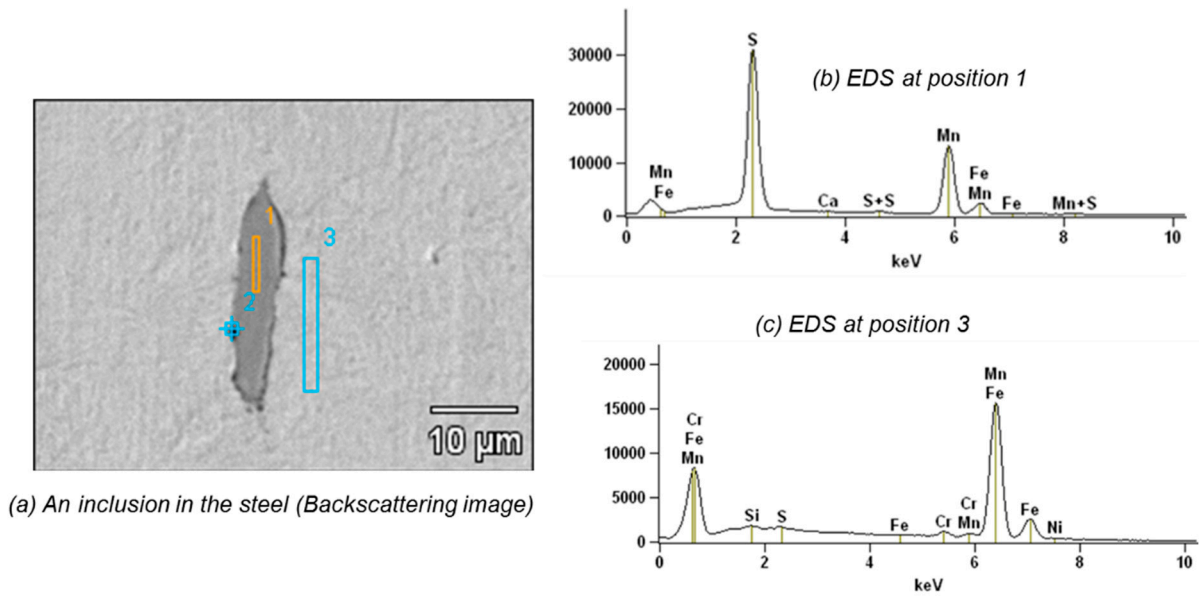 1
3
2
10 µm
(a) An inclusion in the steel (Backscattering image)
(b) EDS at position 1
30000
20000
10000
0
S
Mn
Fe
Ca
S+S
Mn
Fe
Mn
Fe
Mn+S
0
2
4
6
8
10
keV
(c) EDS at position 3
20000
15000
10000
5000
0
Cr
Fe
Mn
Si
S
Fe
Cr
Cr
Mn
Mn
Fe
Fe
Ni
0
2
4
6
8
10
keV